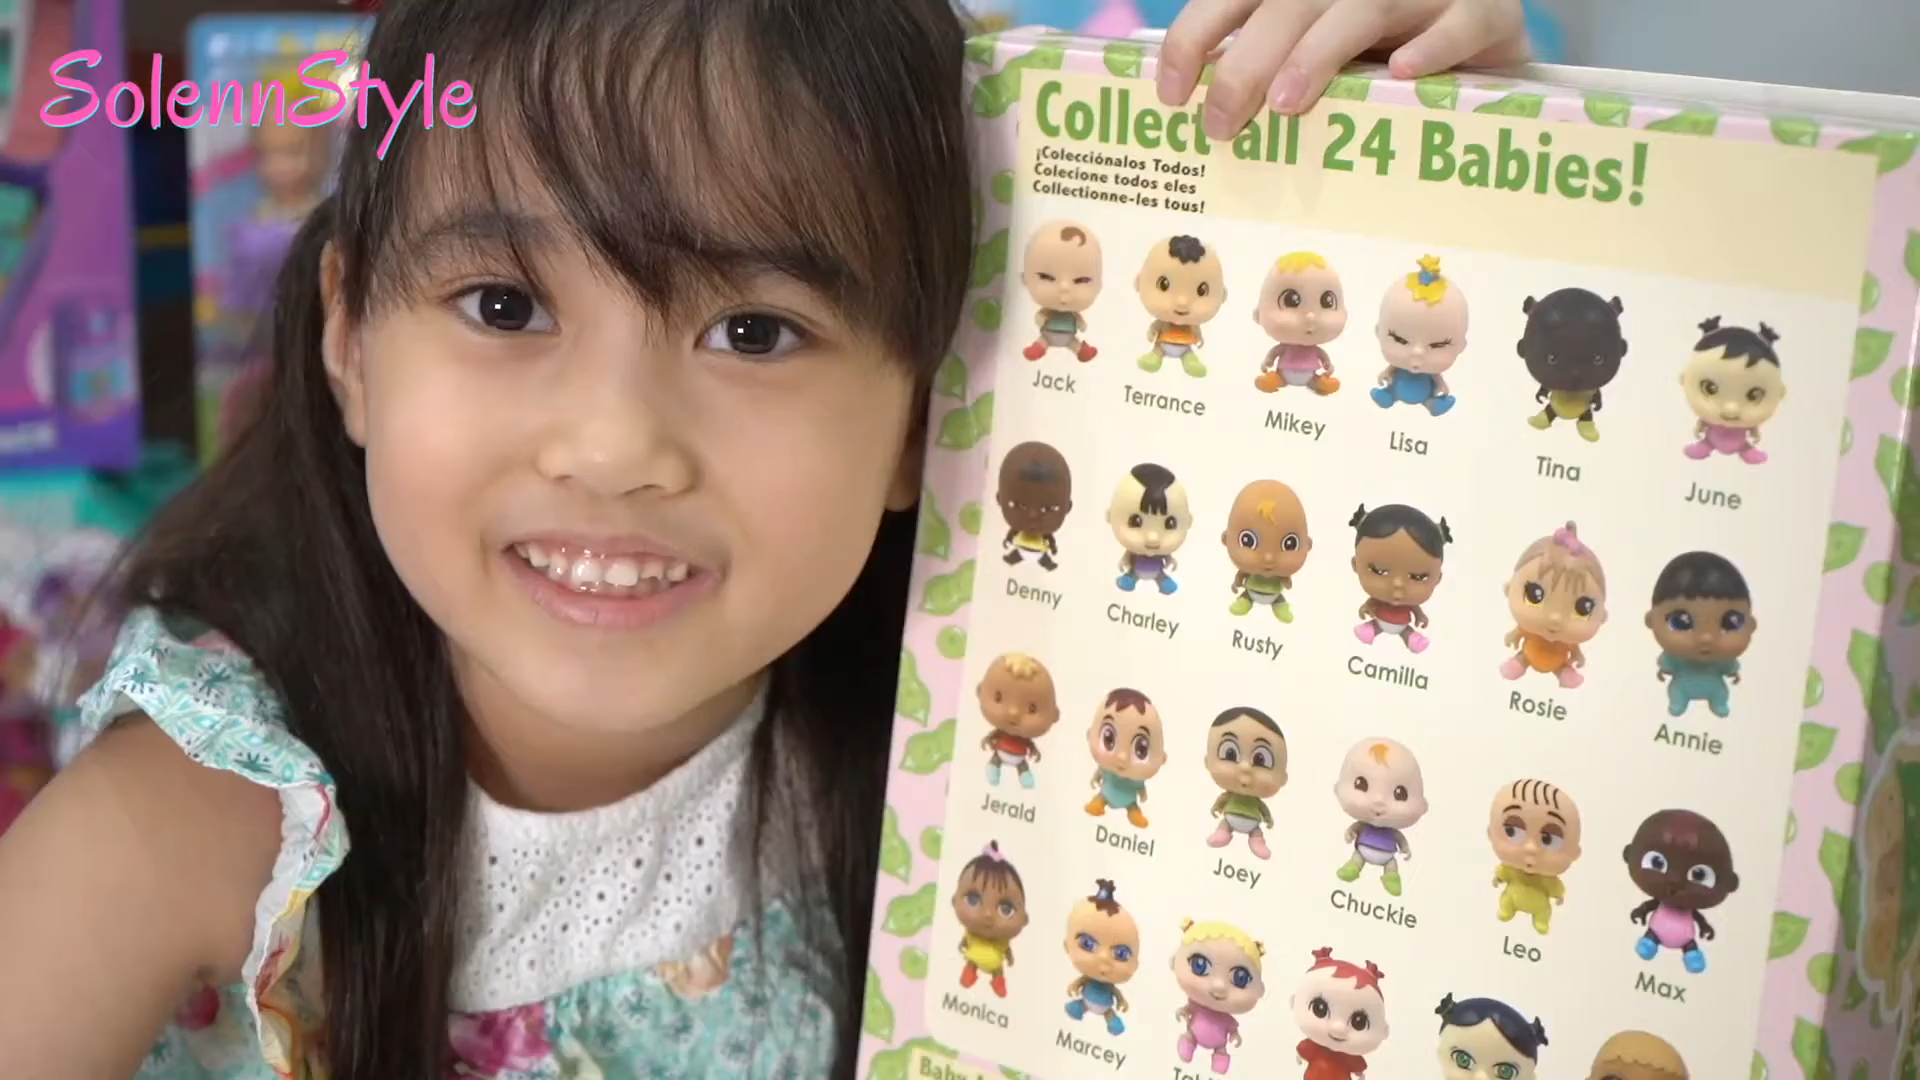 SolennStyle
Collect all 24 Babies!
¡Colecciónalos Todos!
Colecione todos eles
Collectionne-les tous!
Jack
Terrance
Mikey
Lisa
Tina
June
Denny
Charley
Rusty
Camilla
Rosie
Annie
Jerald
Daniel
Joey
Chuckie
Leo
Max
Monica
Marcey